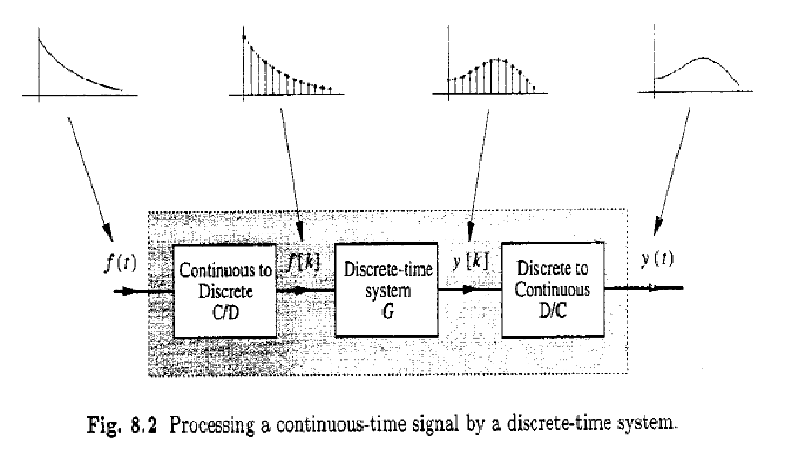 f(t)
Continuous to
Discrete
C/D
f[k]
Discrete-time
system
G
y[k]
Discrete to
Continuous
D/C
y(t)
Fig. 8.2 Processing a continuous-time signal by a discrete-time system.